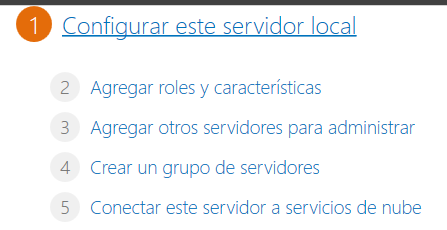 1 Configurar este servidor local
2 Agregar roles y características
3 Agregar otros servidores para administrar
4 Crear un grupo de servidores
5 Conectar este servidor a servicios de nube